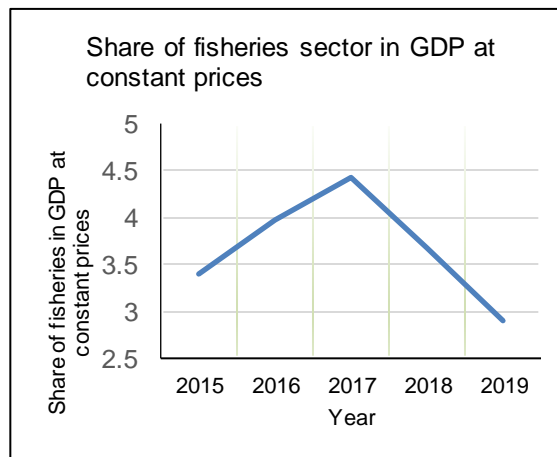 Share of fisheries sector in GDP at
constant prices
Share of fisheries in GDP at
constant prices
5
4.5
4
3.5
3
2.5
2015 2016 2017 2018 2019
Year